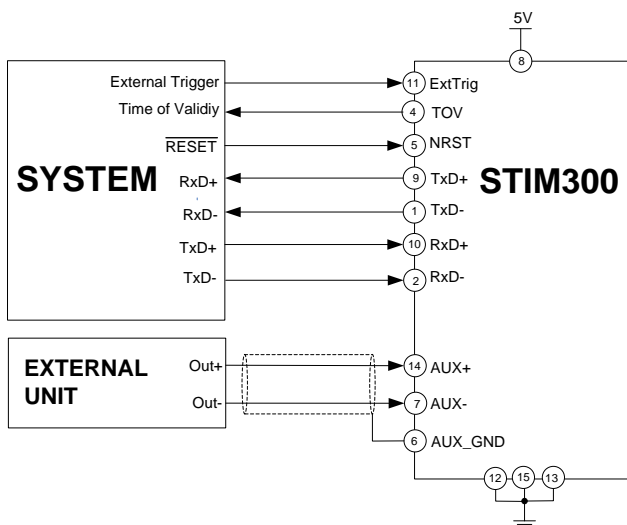 5V
8
External Trigger
11 ExtTrig
Time of Validiy
4 TOV
RESET
5 NRST
SYSTEM
STIM300
RxD+
9 TxD+
RxD-
1 TxD-
TxD+
10 RxD+
TxD-
2 RxD-
EXTERNAL
UNIT
Out+
14 AUX+
Out-
7 AUX-
6 AUX_GND
12 15 13